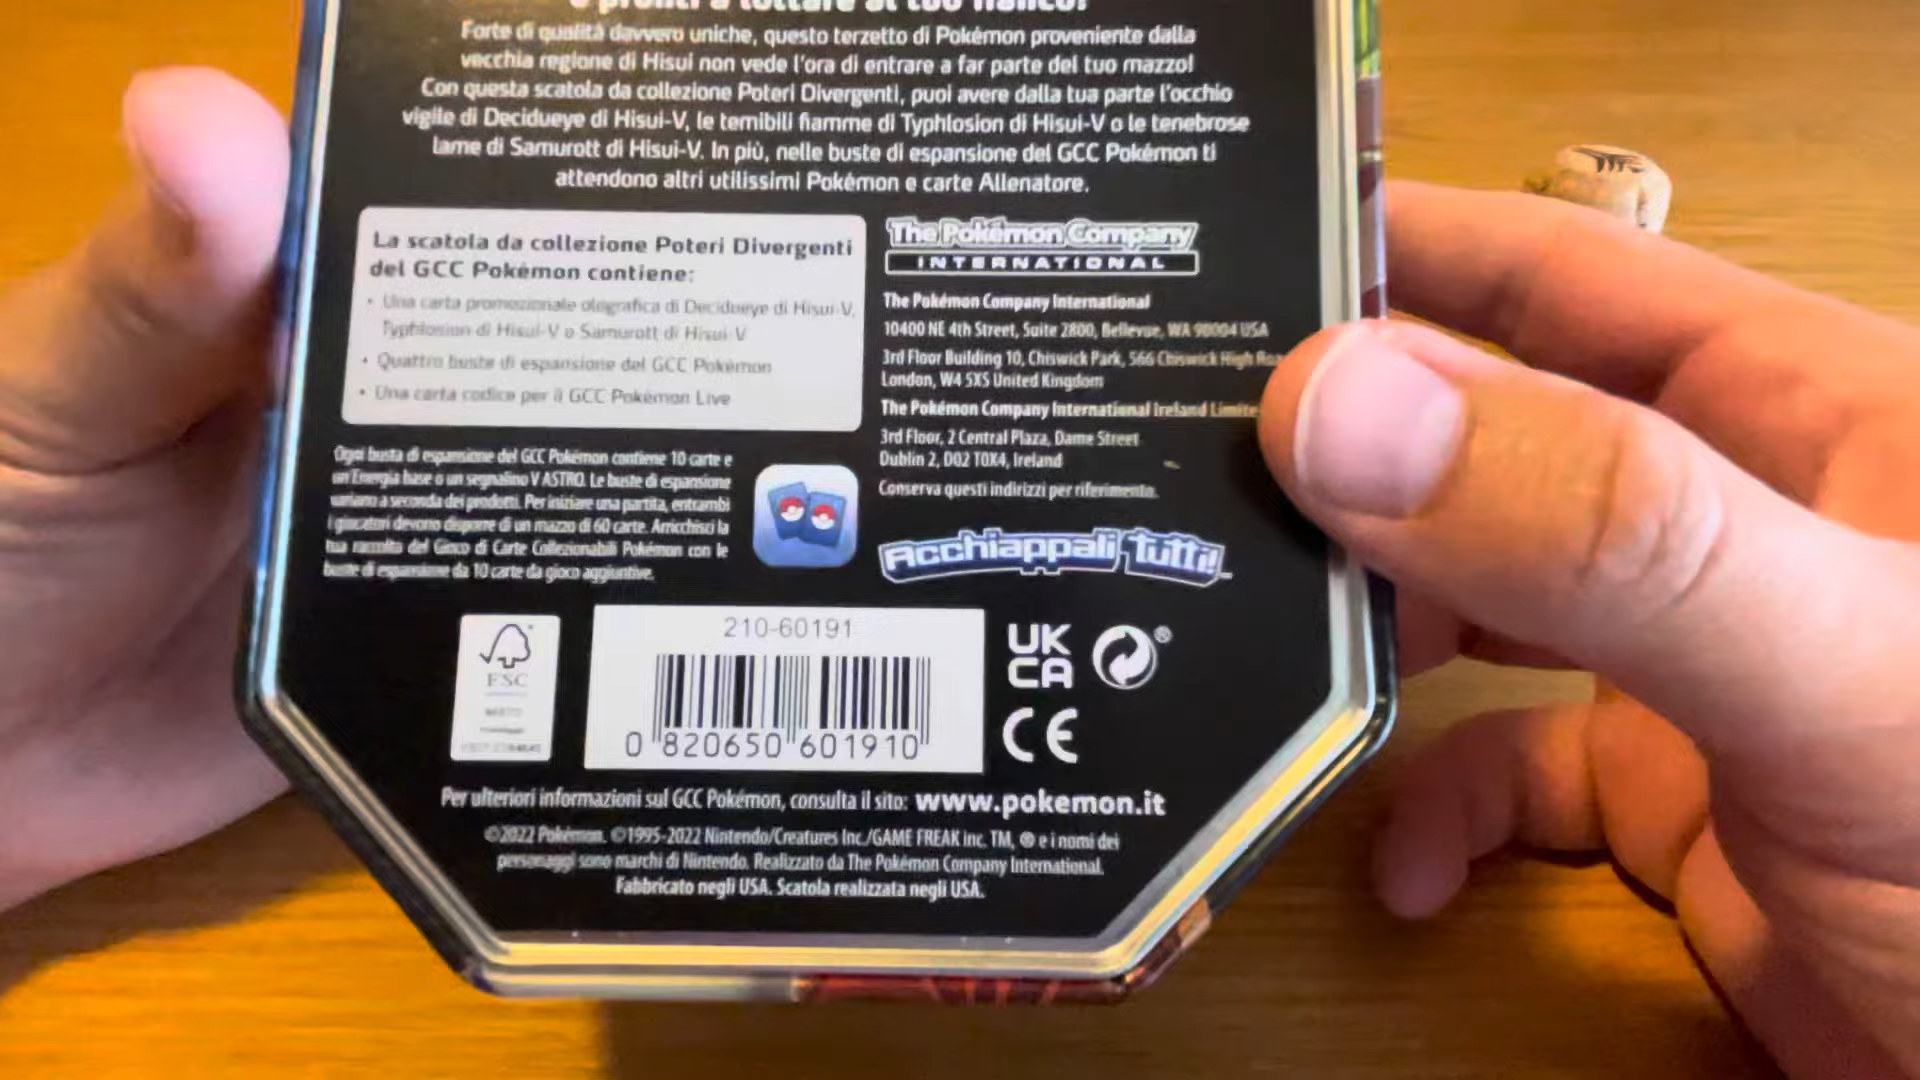 e pronti a lottare al tuo fianco!
Forte di qualità davvero uniche, questo terzetto di Pokémon proveniente dalla
vecchia regione di Hisui non vede l'ora di entrare a far parte del tuo mazzo!
Con questa scatola da collezione Poteri Divergenti, puoi avere dalla tua parte l'occhio
vigile di Decidueye di Hisui-V, le temibili fiamme di Typhlosion di Hisui-V o le tenebrose
lame di Samurott di Hisui-V. In più, nelle buste di espansione del GCC Pokémon ti
attendono altri utilissimi Pokémon e carte Allenatore.
La scatola da collezione Poteri Divergenti
del GCC Pokémon contiene:
• Una carta promozionale olografica di Decidueye di Hisui-V,
Typhlosion di Hisui-V o Samurott di Hisui-V
• Quattro buste di espansione del GCC Pokémon
• Una carta codice per il GCC Pokémon Live
Ogni busta di espansione del GCC Pokémon contiene 10 carte e
un'Energia base o un segnalino V ASTRO. Le buste di espansione
variano a seconda dei prodotti. Per iniziare una partita, entrambi
i giocatori devono disporre di un mazzo di 60 carte. Arricchisci la
tua raccolta del Gioco di Carte Collezionabili Pokémon con le
buste di espansione da 10 carte da gioco aggiuntive.
The Pokémon Company
INTERNATIONAL
The Pokémon Company International
10400 NE 4th Street, Suite 2800, Bellevue, WA 98004 USA
3rd Floor Building 10, Chiswick Park, 566 Chiswick High Roa
London, W4 5XS United Kingdom
The Pokémon Company International Ireland Limite
3rd Floor, 2 Central Plaza, Dame Street
Dublin 2, D02 T0X4, Ireland
Conserva questi indirizzi per riferimento.
Acchiappali tutti!
FSC
MISTO
210-60191
0 820650 601910
UK
CA
®
CE
Per ulteriori informazioni sul GCC Pokémon, consulta il sito: www.pokemon.it
©2022 Pokémon. ©1995-2022 Nintendo/Creatures Inc./GAME FREAK inc. TM, ® e i nomi dei
personaggi sono marchi di Nintendo. Realizzato da The Pokémon Company International.
Fabbricato negli USA. Scatola realizzata negli USA.